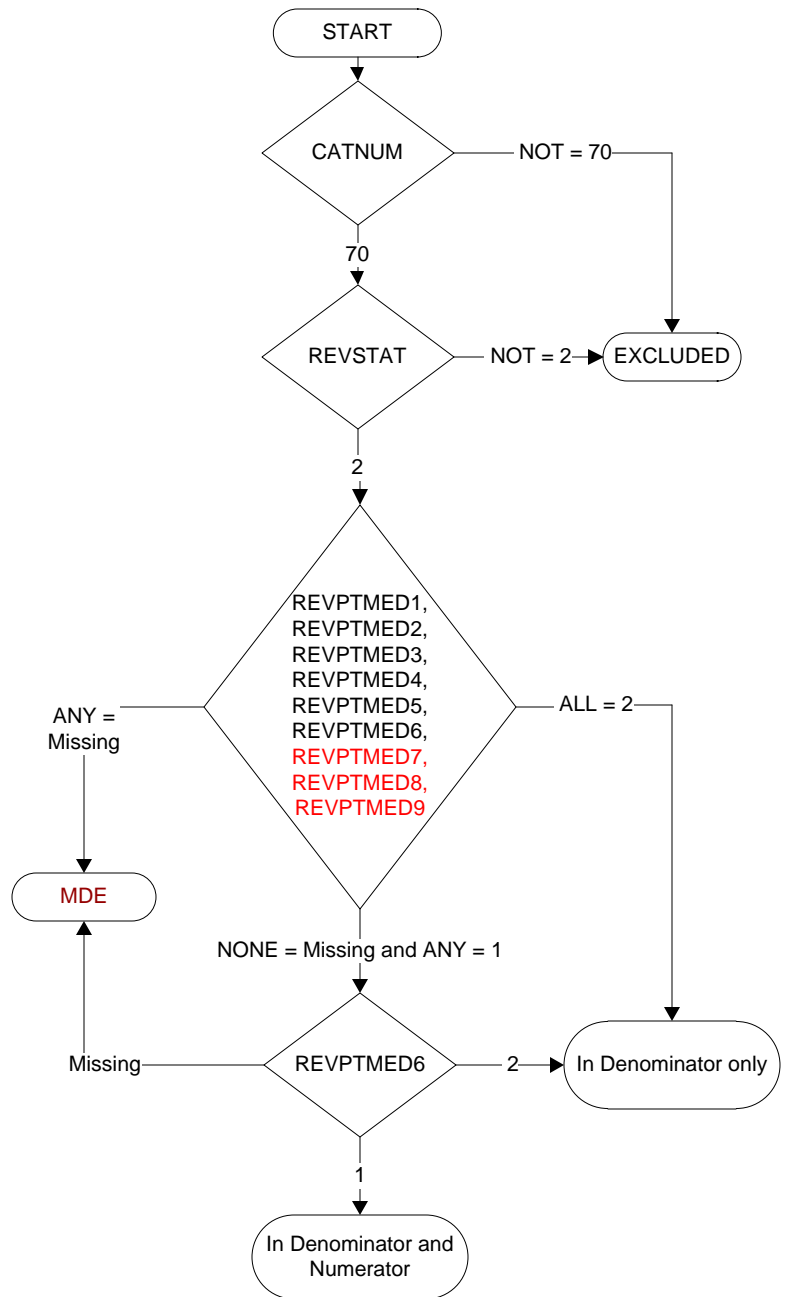 START
CATNUM
NOT = 70
70
REVSTAT
NOT = 2
EXCLUDED
2
REVPTMED1,
REVPTMED2,
REVPTMED3,
REVPTMED4,
REVPTMED5,
REVPTMED6,
REVPTMED7,
REVPTMED8,
REVPTMED9
ANY =
Missing
ALL = 2
MDE
NONE = Missing and ANY = 1
Missing
REVPTMED6
2
In Denominator only
1
In Denominator and
Numerator